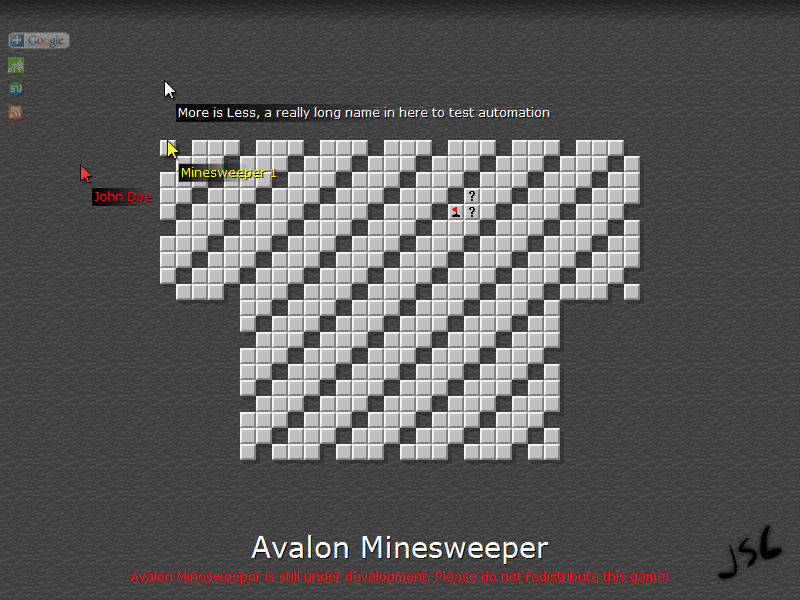 Google
More is Less, a really long name in here to test automation
Minesweeper 1
John Doe
?
?
Avalon Minesweeper
JSC
Avalon Minesweeper is still under development. Please do not redistribute this game!